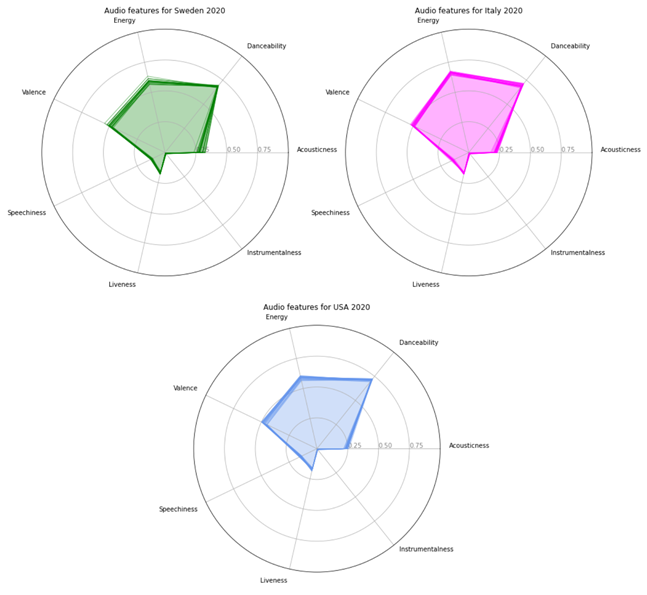 Audio features for Sweden 2020
Energy
Danceability
Valence
0.50
0.75
Acousticness
Speechiness
Instrumentalness
Liveness
Audio features for Italy 2020
Energy
Danceability
Valence
0.25
0.50
0.75
Acousticness
Speechiness
Instrumentalness
Liveness
Audio features for USA 2020
Energy
Danceability
Valence
0.25
0.50
0.75
Acousticness
Speechiness
Instrumentalness
Liveness